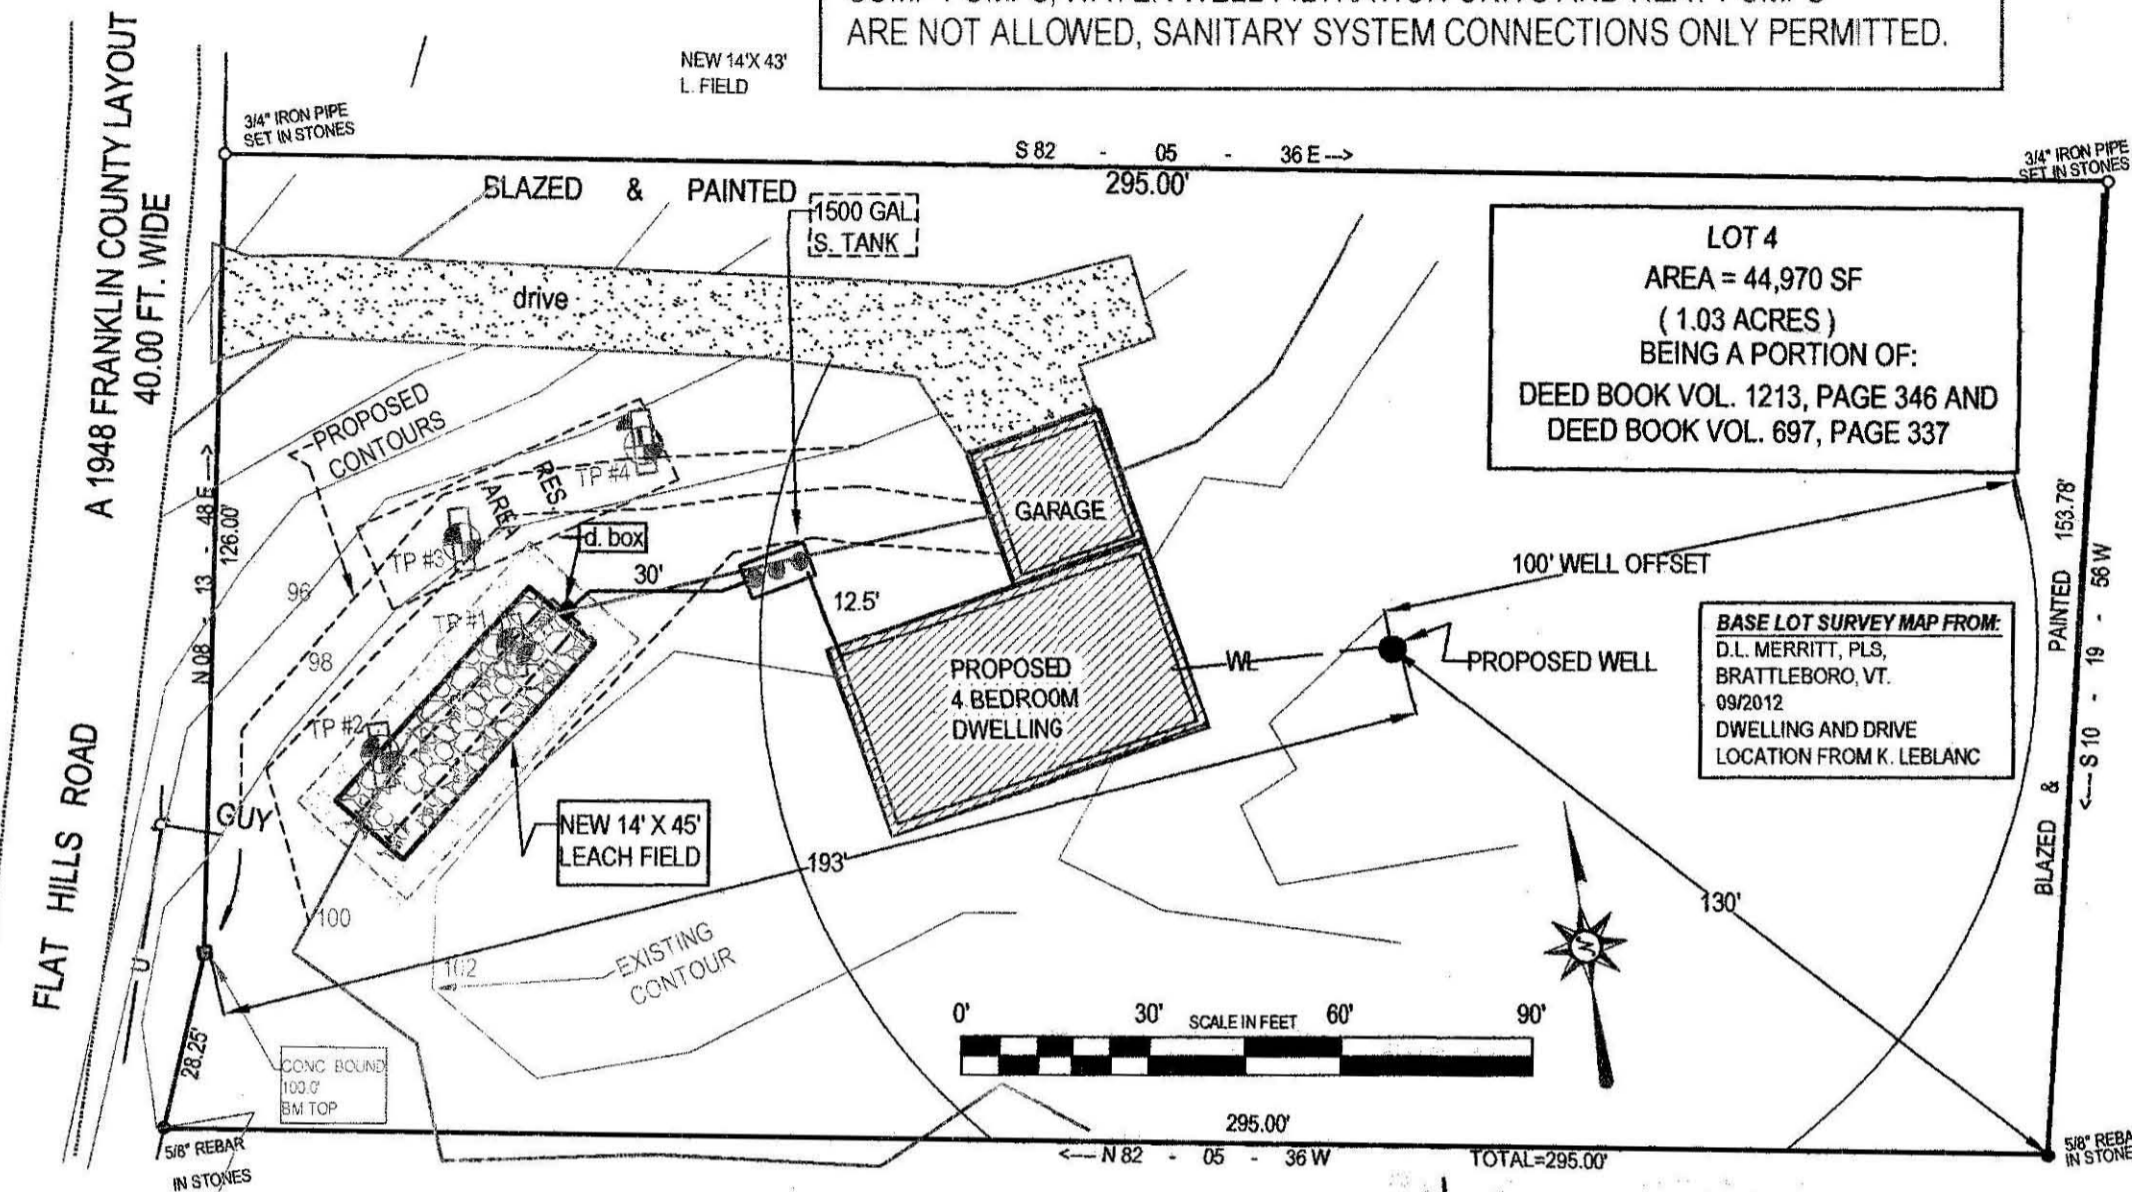 ARE NOT ALLOWED, SANITARY SYSTEM CONNECTIONS ONLY PERMITTED.
NEW 14'X 43'
L. FIELD
A 1948 FRANKLIN COUNTY LAYOUT
40.00 FT. WIDE
FLAT HILLS ROAD
3/4" IRON PIPE
SET IN STONES
S 82 - 05 - 36 E --->
295.00'
3/4" IRON PIPE
SET IN STONES
BLAZED & PAINTED
1500 GAL.
S. TANK
LOT 4
AREA = 44,970 SF
( 1.03 ACRES )
BEING A PORTION OF:
DEED BOOK VOL. 1213, PAGE 346 AND
DEED BOOK VOL. 697, PAGE 337
drive
PROPOSED
CONTOURS
RES.
AREA
TP #4
TP #3
TP #1
TP #2
N 08 - 13 - 48 E --->
126.00'
d. box
30'
12.5'
GARAGE
PROPOSED
4 BEDROOM
DWELLING
WL
100' WELL OFFSET
PROPOSED WELL
BASE LOT SURVEY MAP FROM:
D.L. MERRITT, PLS,
BRATTLEBORO, VT.
09/2012
DWELLING AND DRIVE
LOCATION FROM K. LEBLANC
BLAZED & PAINTED 153.78'
<--- S 10 - 19 - 56 W
96
98
100
102
GUY
U
NEW 14' X 45'
LEACH FIELD
193'
130'
EXISTING
CONTOUR
N
0' 30' 60' 90'
SCALE IN FEET
28.25'
CONC BOUND
100.0'
BM TOP
5/8" REBAR
IN STONES
295.00'
<--- N 82 - 05 - 36 W
TOTAL=295.00'